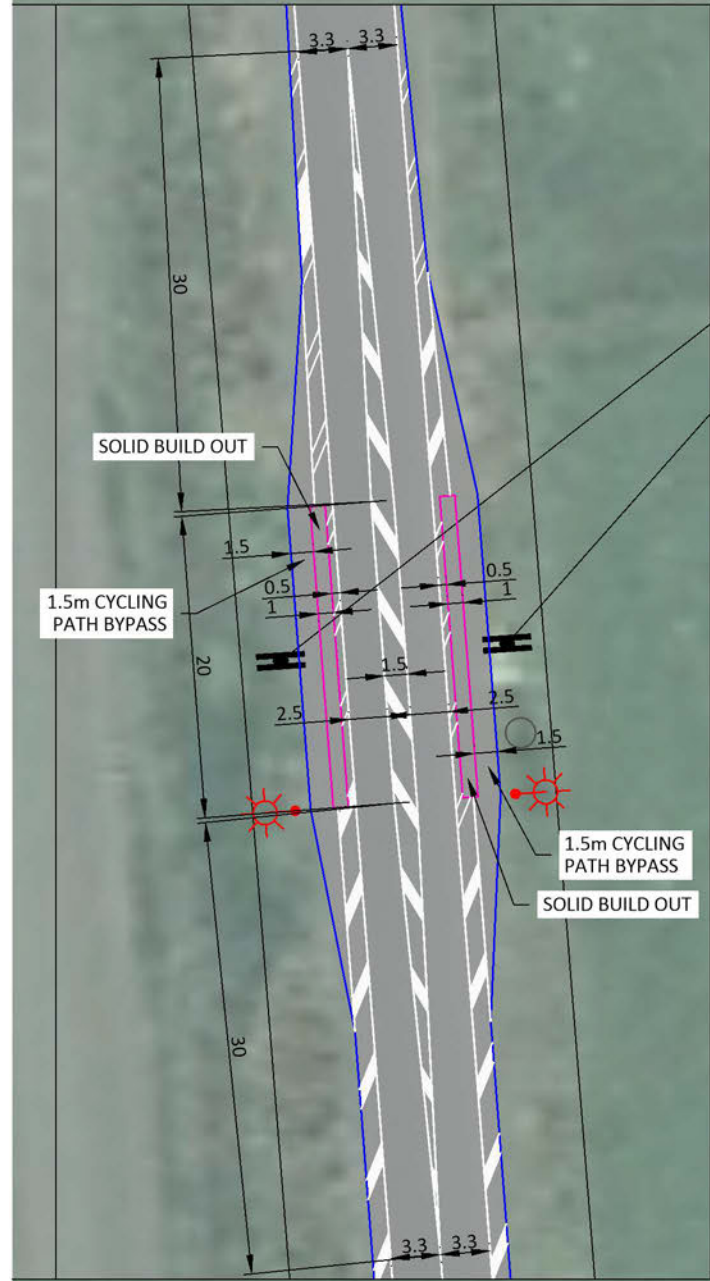 3.3 3.3
30
SOLID BUILD OUT
1.5
0.5
0.5
1.5m CYCLING
PATH BYPASS
1
1
20
1.5
2.5
2.5
1.5
1.5m CYCLING
PATH BYPASS
SOLID BUILD OUT
30
3.3 3.3